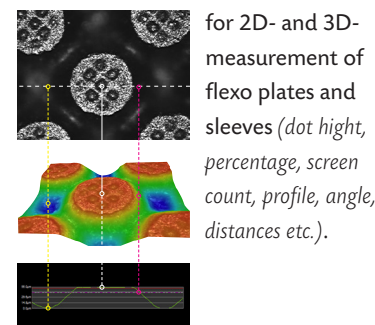 for 2D- and 3D-
measurement of
flexo plates and
sleeves (dot hight,
percentage, screen
count, profile, angle,
distances etc.).